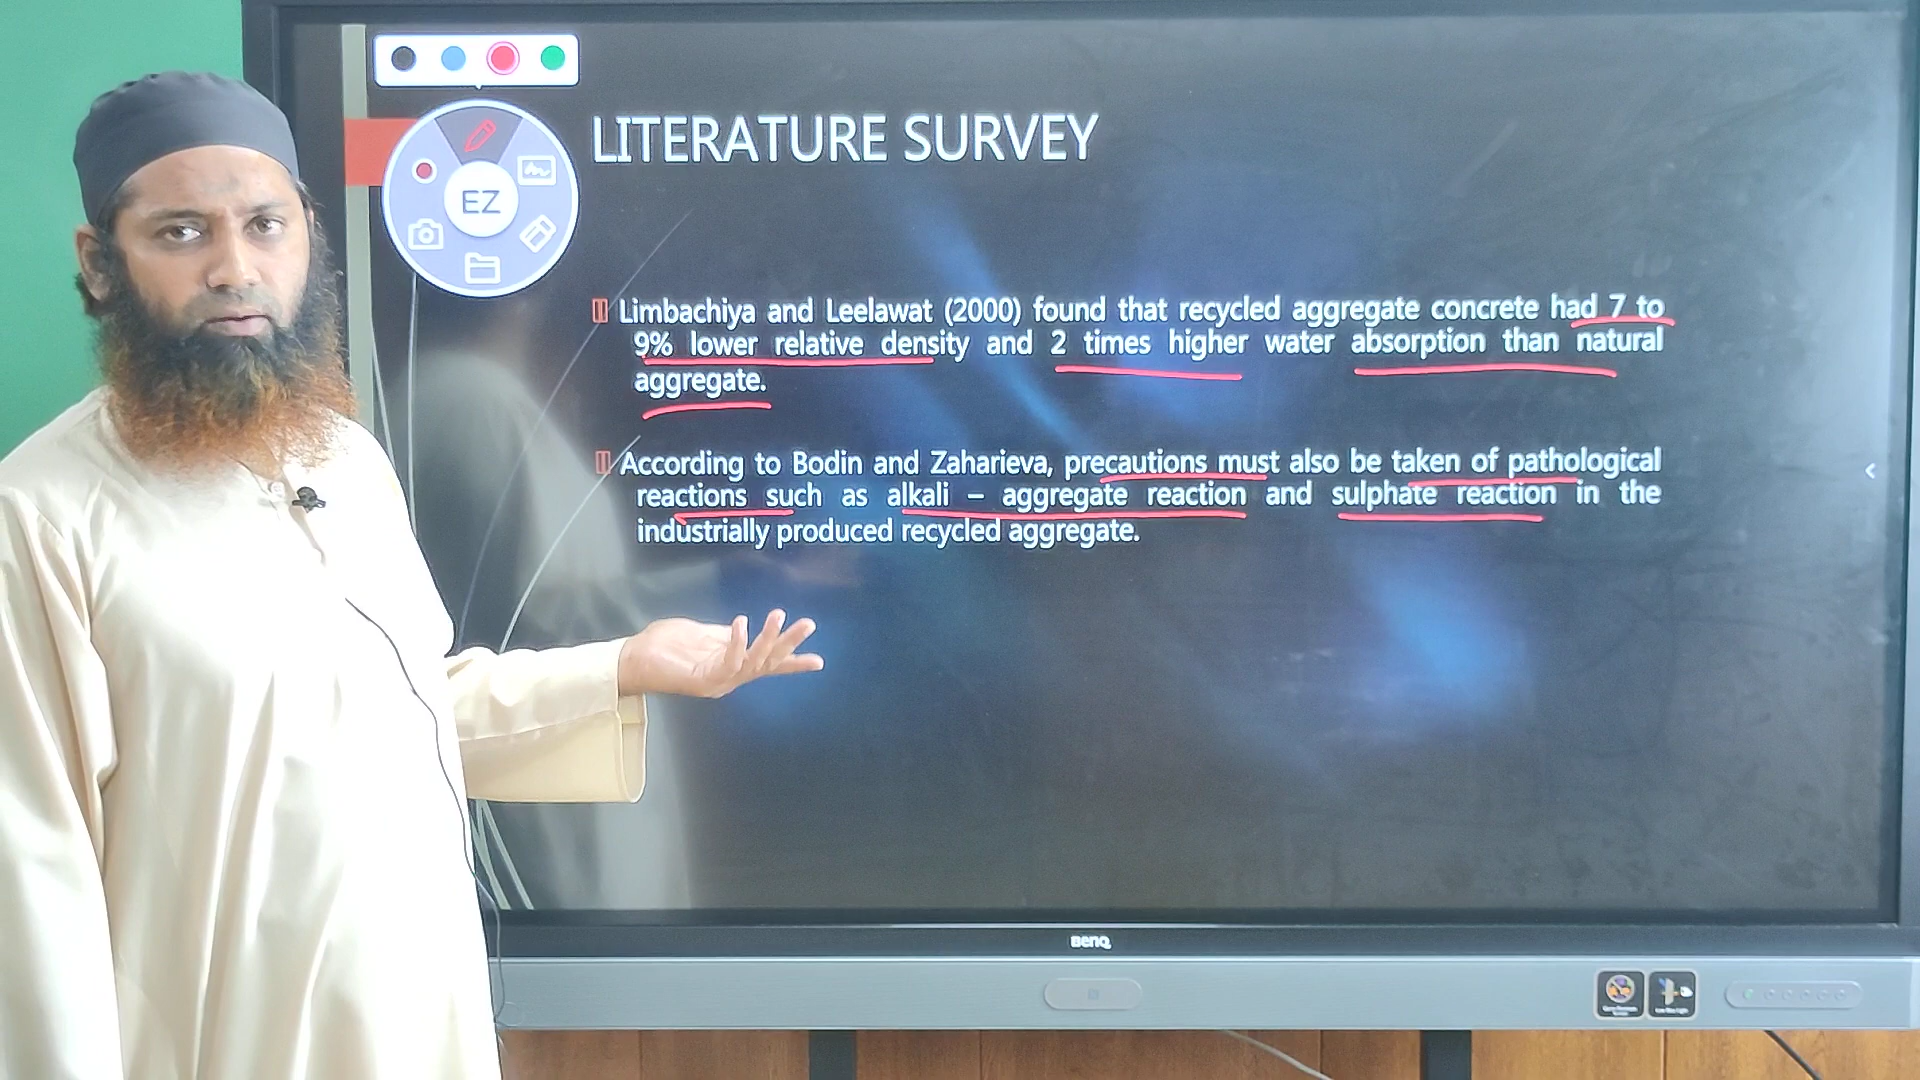 EZ
LITERATURE SURVEY
Limbachiya and Leelawat (2000) found that recycled aggregate concrete had 7 to
9% lower relative density and 2 times higher water absorption than natural
aggregate.
According to Bodin and Zaharieva, precautions must also be taken of pathological
reactions such as alkali – aggregate reaction and sulphate reaction in the
industrially produced recycled aggregate.
BenQ